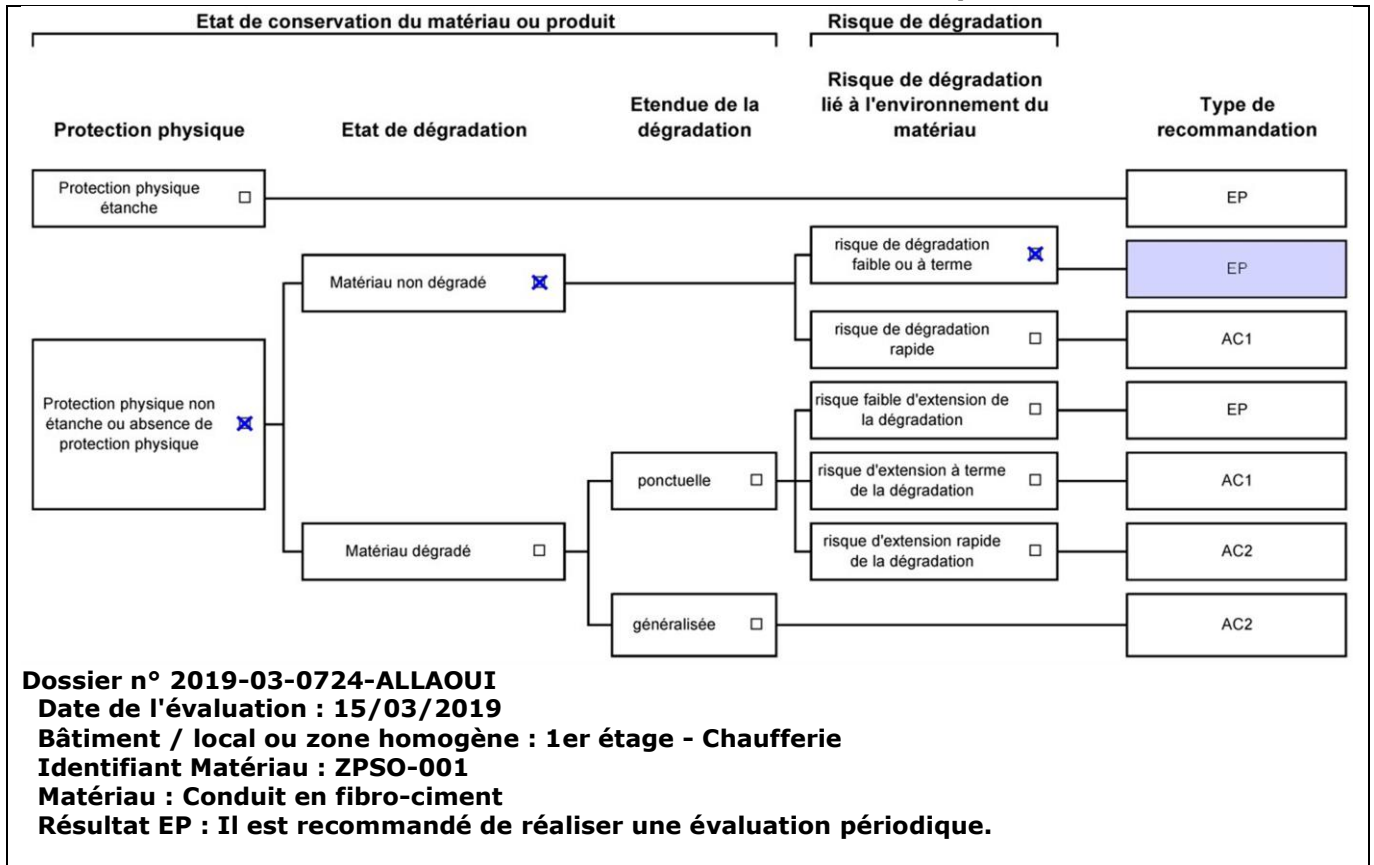 Etat de conservation du matériau ou produit
Risque de dégradation
Protection physique
Etat de dégradation
Etendue de la
dégradation
Risque de dégradation
lié à l'environnement du
matériau
Type de
recommandation
Protection physique
étanche
EP
risque de dégradation
faible ou à terme
EP
Matériau non dégradé
risque de dégradation
rapide
AC1
Protection physique non
étanche ou absence de
protection physique
risque faible d'extension de
la dégradation
EP
ponctuelle
risque d'extension à terme
de la dégradation
AC1
Matériau dégradé
risque d'extension rapide
de la dégradation
AC2
généralisée
AC2
Dossier n° 2019-03-0724-ALLAOUI
Date de l'évaluation : 15/03/2019
Bâtiment / local ou zone homogène : 1er étage - Chaufferie
Identifiant Matériau : ZPSO-001
Matériau : Conduit en fibro-ciment
Résultat EP : Il est recommandé de réaliser une évaluation périodique.